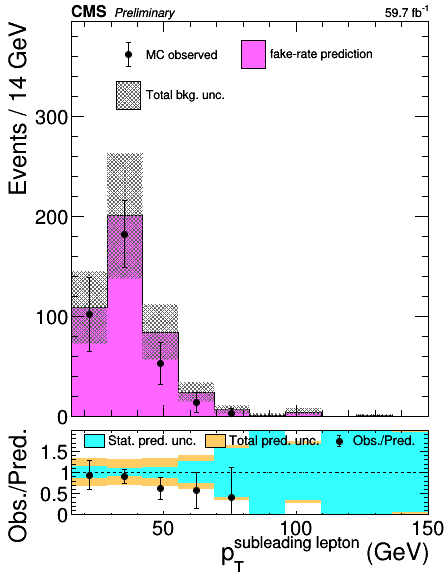 CMS Preliminary 59.7 fb-1
MC observed fake-rate prediction
Total bkg. unc.
Events / 14 GeV
300
200
100
0
Stat. pred. unc. Total pred. unc. Obs./Pred.
Obs./Pred.
1.5
1
0.5
0
50 100 150
pT subleading lepton (GeV)